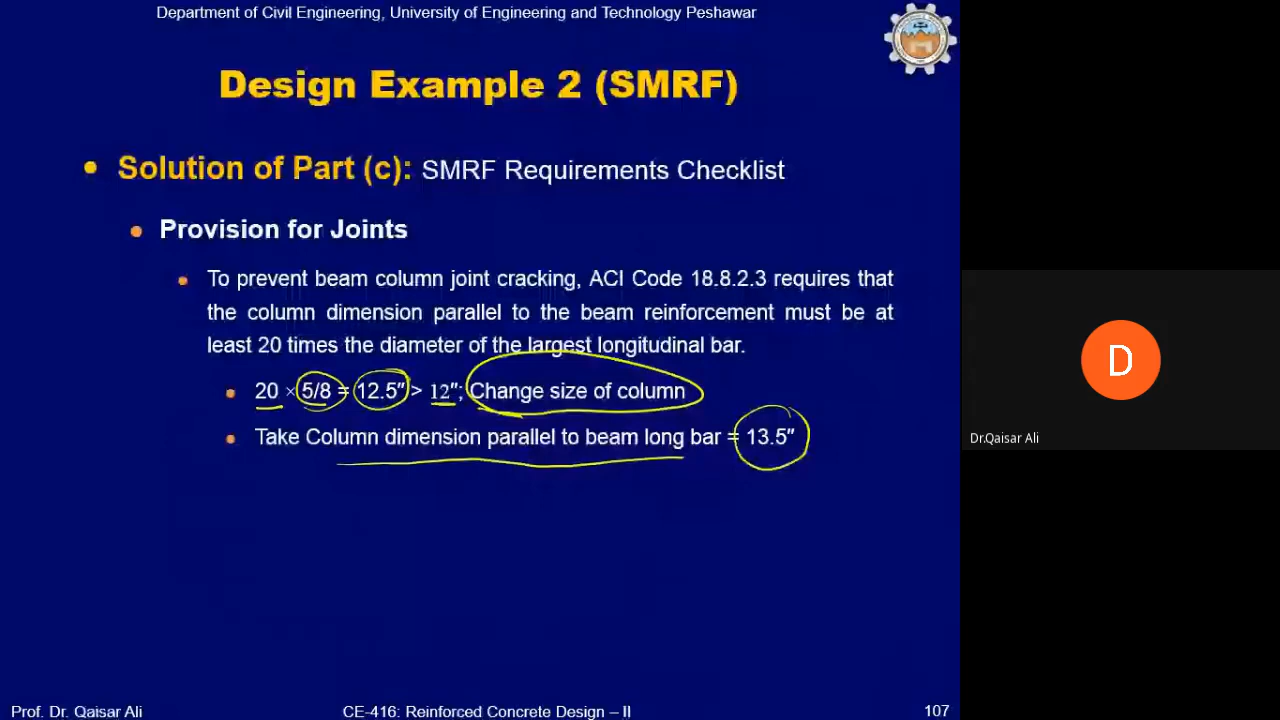 Department of Civil Engineering, University of Engineering and Technology Peshawar
Design Example 2 (SMRF)
• Solution of Part (c): SMRF Requirements Checklist
• Provision for Joints
• To prevent beam column joint cracking, ACI Code 18.8.2.3 requires that
the column dimension parallel to the beam reinforcement must be at
least 20 times the diameter of the largest longitudinal bar.
• 20 × 5/8 = 12.5″ > 12″; Change size of column
• Take Column dimension parallel to beam long bar = 13.5″
D
Dr.Qaisar Ali
Prof. Dr. Qaisar Ali
CE-416: Reinforced Concrete Design – II
107